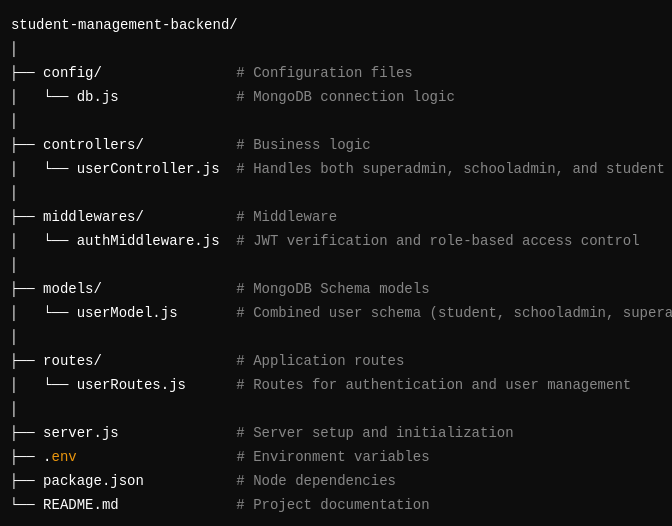 student-management-backend/
│
├── config/                # Configuration files
│   └── db.js              # MongoDB connection logic
│
├── controllers/           # Business logic
│   └── userController.js  # Handles both superadmin, schooladmin, and student
│
├── middlewares/           # Middleware
│   └── authMiddleware.js  # JWT verification and role-based access control
│
├── models/                # MongoDB Schema models
│   └── userModel.js       # Combined user schema (student, schooladmin, supera
│
├── routes/                # Application routes
│   └── userRoutes.js      # Routes for authentication and user management
│
├── server.js              # Server setup and initialization
├── .env                   # Environment variables
├── package.json           # Node dependencies
└── README.md              # Project documentation